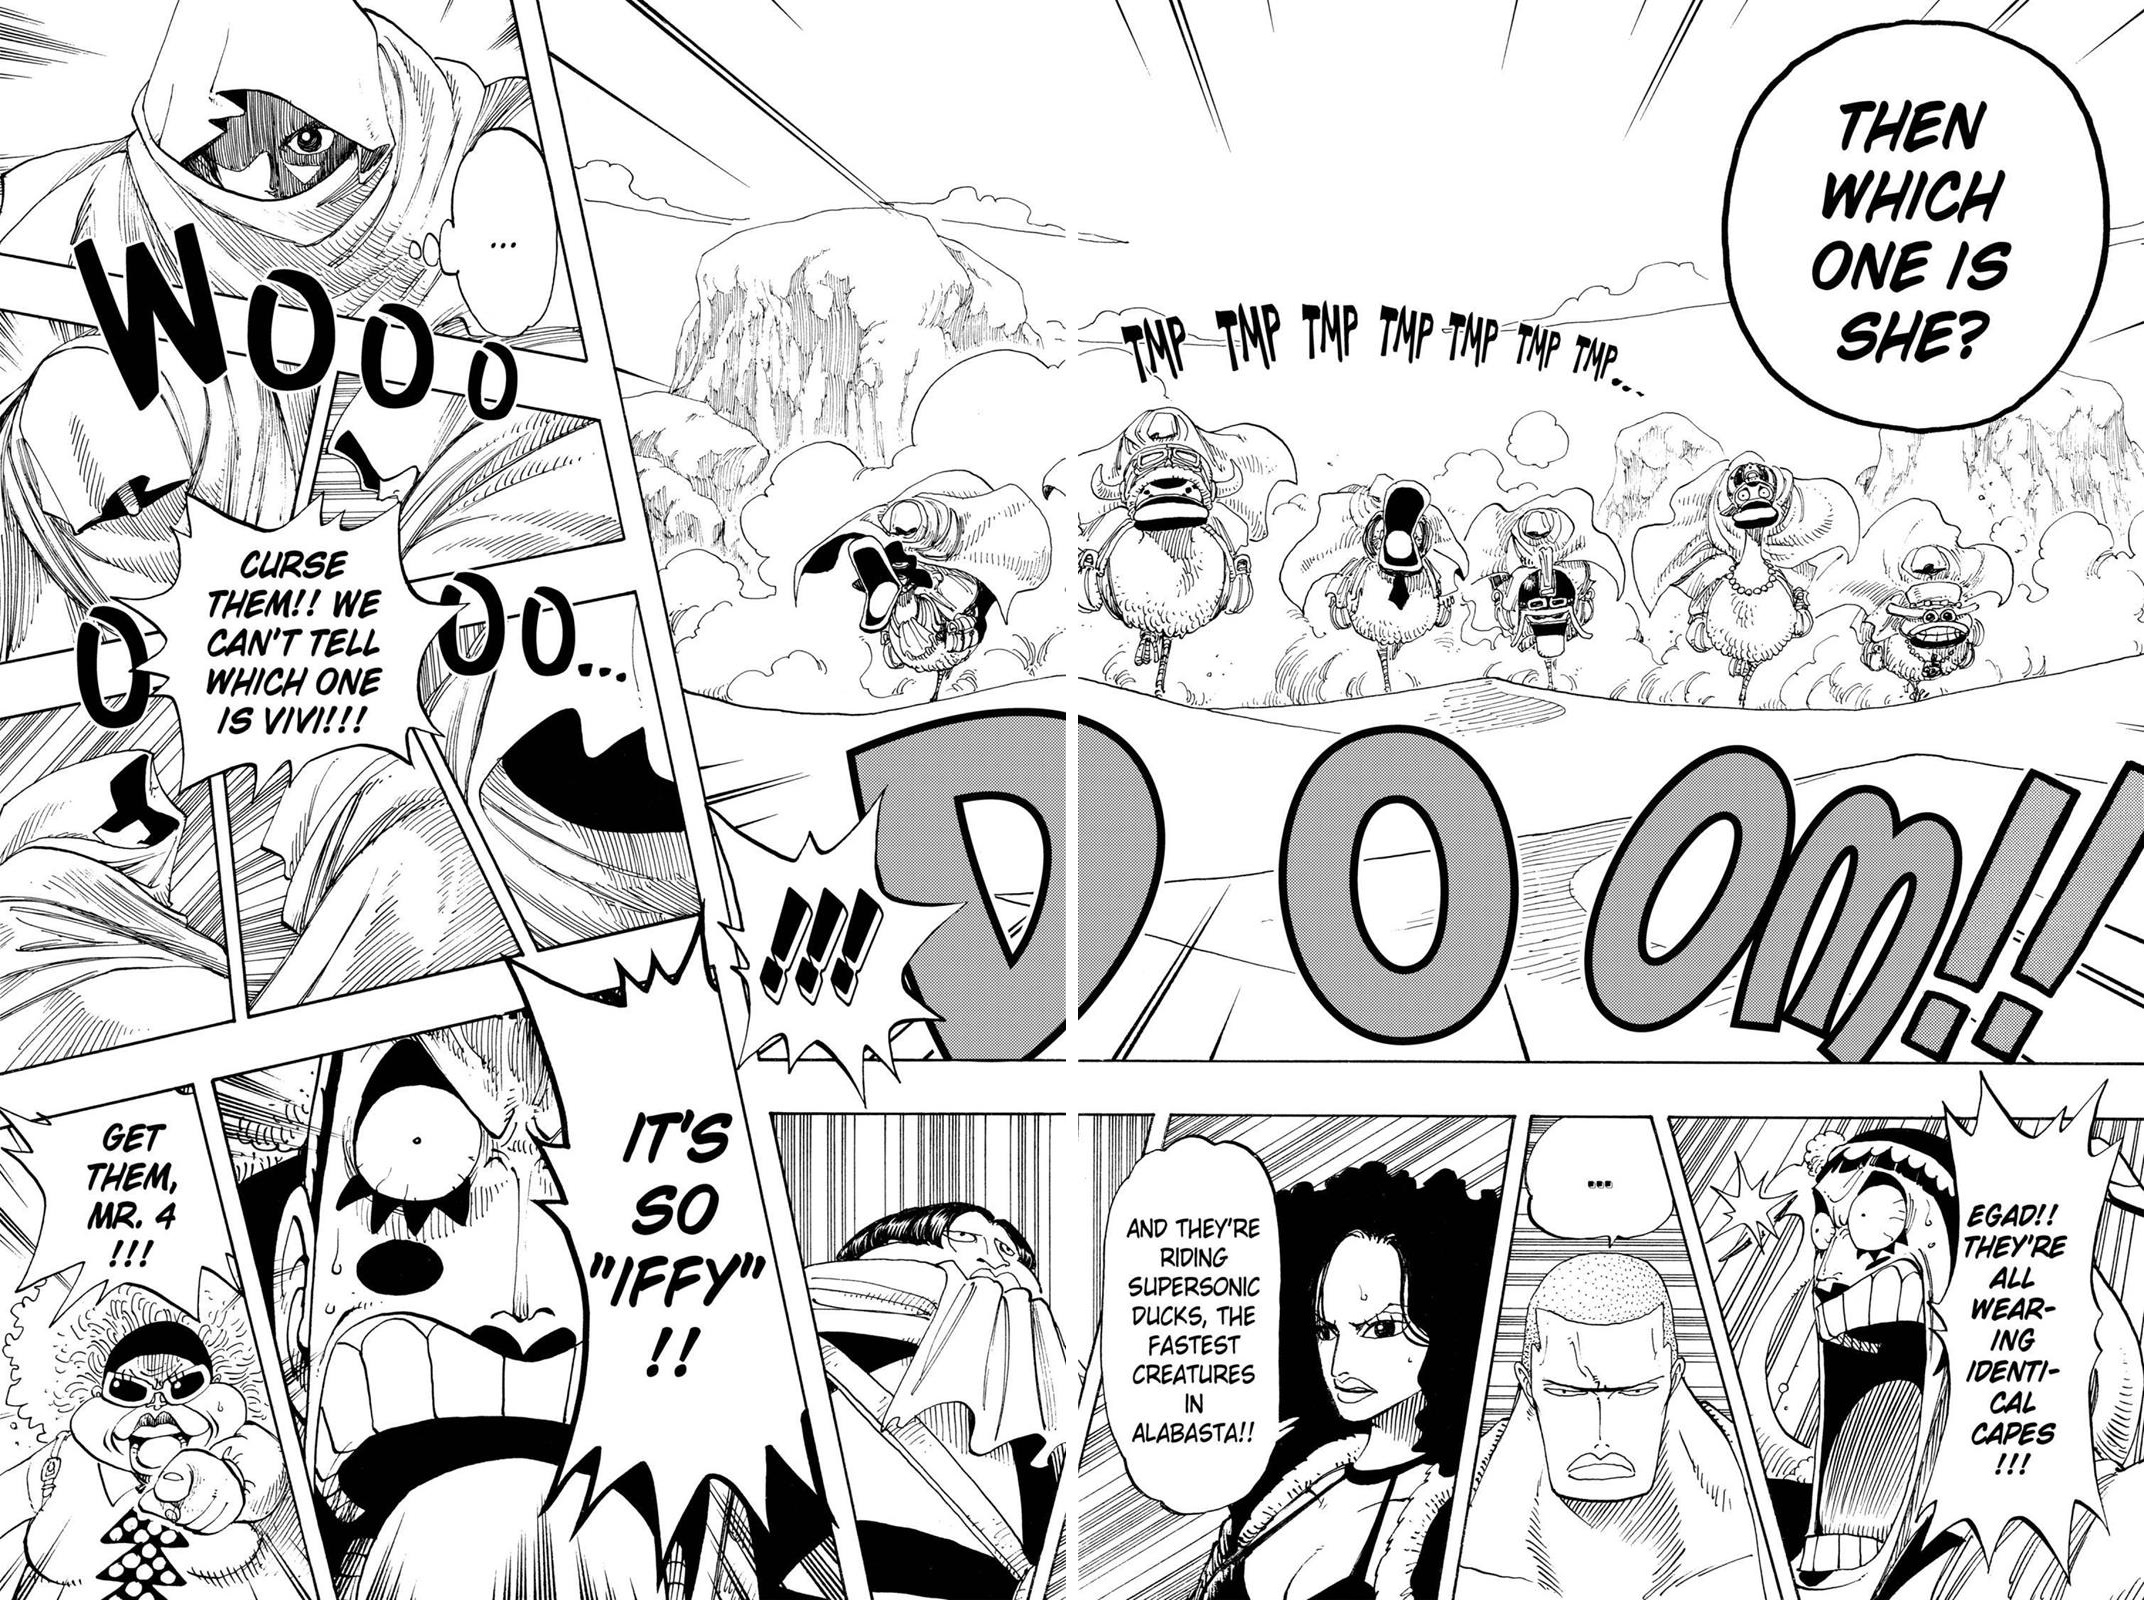 THEN
WHICH
ONE IS
SHE?
TMP TMP TMP TMP TMP TMP TMP...
DOOM!!
EGAD!!
THEY'RE
ALL
WEAR-
ING
IDENTI-
CAL
CAPES
!!!
...
AND THEY'RE
RIDING
SUPERSONIC
DUCKS, THE
FASTEST
CREATURES
IN
ALABASTA!!
!!!
...
WOOO
OOO...
CURSE
THEM!! WE
CAN'T TELL
WHICH ONE
IS VIVI!!!
IT'S
SO
"IFFY"
!!
GET
THEM,
MR. 4
!!!